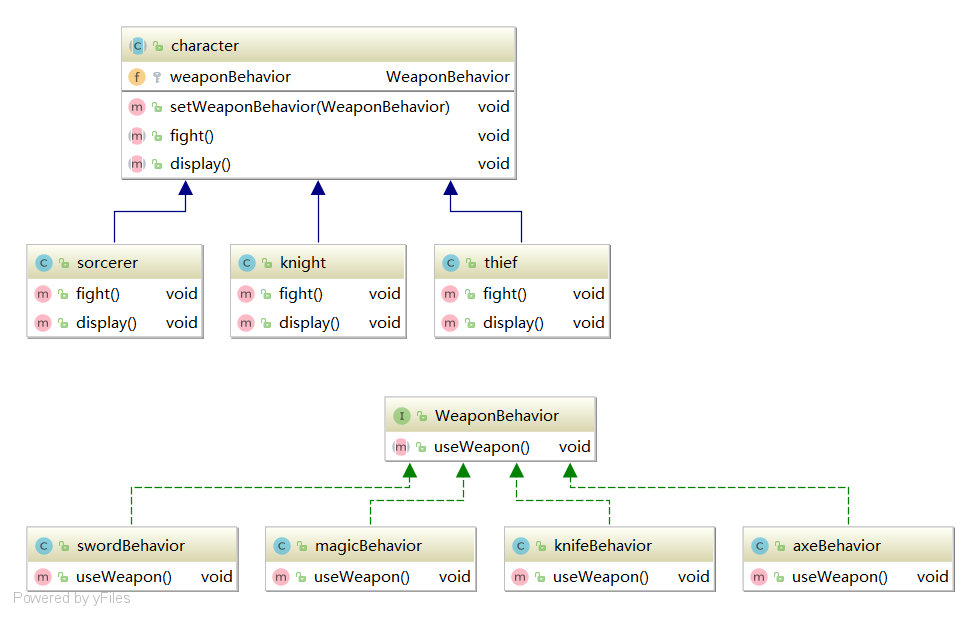 character
weaponBehavior WeaponBehavior
setWeaponBehavior(WeaponBehavior) void
fight() void
display() void
sorcerer
fight() void
display() void
knight
fight() void
display() void
thief
fight() void
display() void
WeaponBehavior
useWeapon() void
swordBehavior
useWeapon() void
magicBehavior
useWeapon() void
knifeBehavior
useWeapon() void
axeBehavior
useWeapon() void
Powered by yFiles